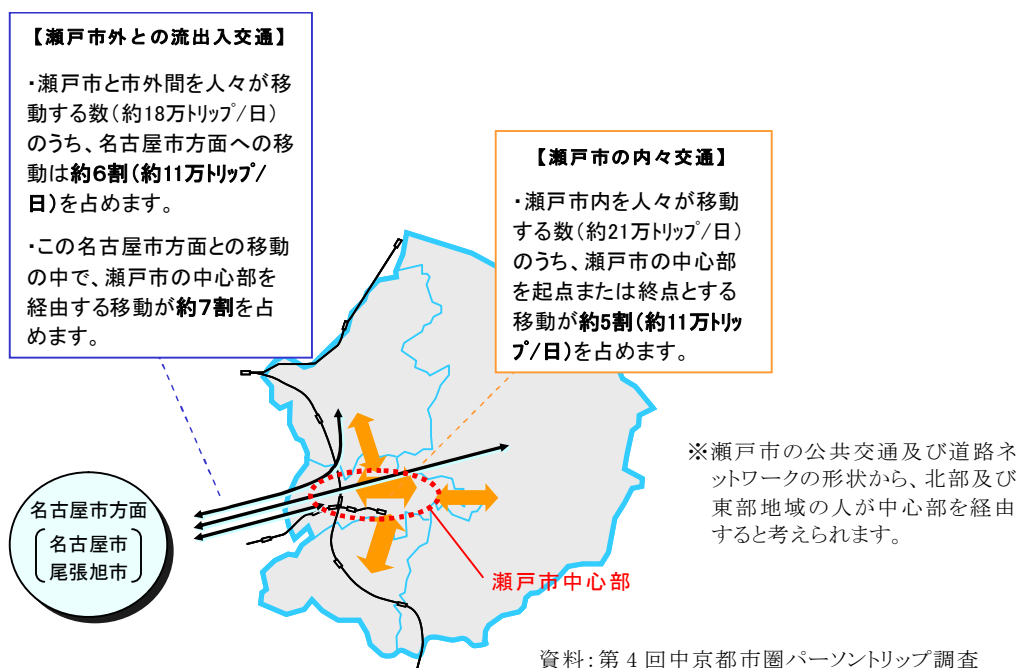 【瀬戸市外との流出入交通】
・瀬戸市と市外間を人々が移
動する数（約18万トリップ/日）
のうち、名古屋市方面への移
動は約6割（約11万トリップ/
日）を占めます。
・この名古屋市方面との移動
の中で、瀬戸市の中心部を
経由する移動が約7割を占
めます。
【瀬戸市の内々交通】
・瀬戸市内を人々が移動
する数（約21万トリップ/日）
のうち、瀬戸市の中心部
を起点または終点とする
移動が約5割（約11万トリッ
プ/日）を占めます。
※瀬戸市の公共交通及び道路ネ
ットワークの形状から、北部及び
東部地域の人が中心部を経由
すると考えられます。
名古屋市方面
名古屋市
尾張旭市
瀬戸市中心部
資料：第４回中京都市圏パーソントリップ調査